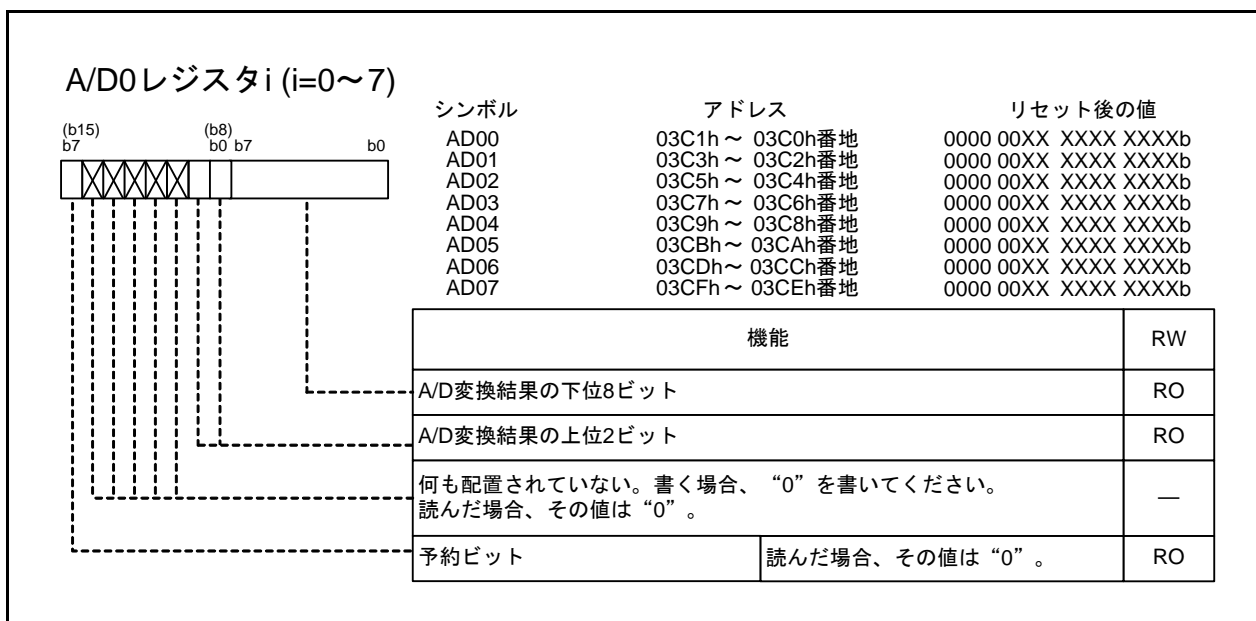 A/D0レジスタi (i=0～7)
シンボル アドレス リセット後の値
(b15) (b8)
b7 b0 b7 b0
AD00 03C1h～ 03C0h番地 0000 00XX XXXX XXXXb
AD01 03C3h～ 03C2h番地 0000 00XX XXXX XXXXb
AD02 03C5h～ 03C4h番地 0000 00XX XXXX XXXXb
AD03 03C7h～ 03C6h番地 0000 00XX XXXX XXXXb
AD04 03C9h～ 03C8h番地 0000 00XX XXXX XXXXb
AD05 03CBh～ 03CAh番地 0000 00XX XXXX XXXXb
AD06 03CDh～ 03CCh番地 0000 00XX XXXX XXXXb
AD07 03CFh～ 03CEh番地 0000 00XX XXXX XXXXb
機能 RW
A/D変換結果の下位8ビット RO
A/D変換結果の上位2ビット RO
何も配置されていない。書く場合、“0”を書いてください。
読んだ場合、その値は“0”。 —
予約ビット 読んだ場合、その値は“0”。 RO